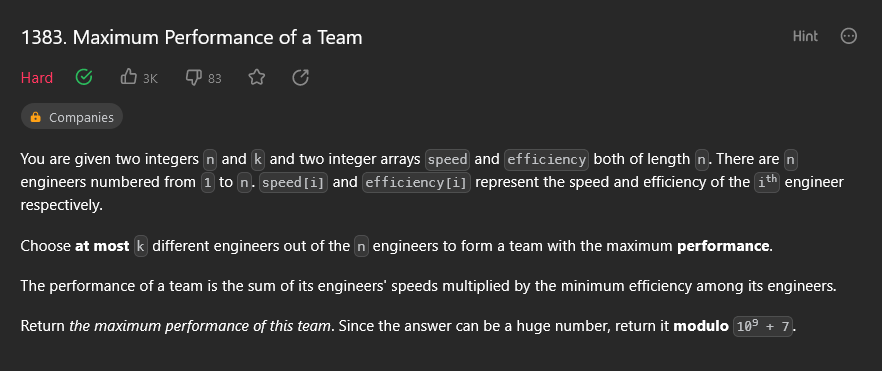 1383. Maximum Performance of a Team
Hint
Hard 3K 83
Companies
You are given two integers n and k and two integer arrays speed and efficiency both of length n. There are n
engineers numbered from 1 to n. speed[i] and efficiency[i] represent the speed and efficiency of the iᵗʰ engineer
respectively.
Choose at most k different engineers out of the n engineers to form a team with the maximum performance.
The performance of a team is the sum of its engineers' speeds multiplied by the minimum efficiency among its engineers.
Return the maximum performance of this team. Since the answer can be a huge number, return it modulo 10⁹ + 7.